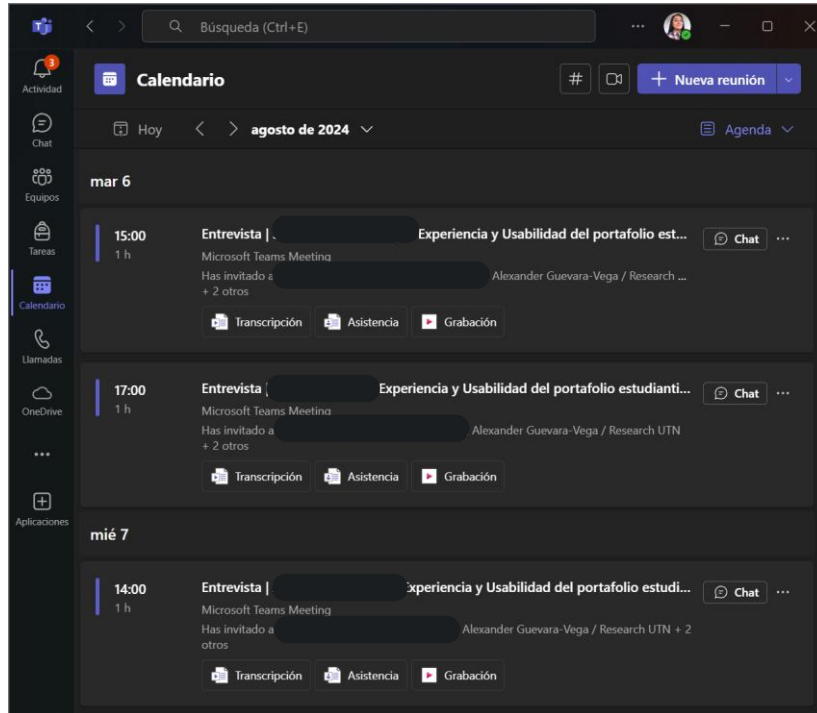 Búsqueda (Ctrl+E)
3
Actividad
Calendario
# Nueva reunión
Chat
Hoy agosto de 2024 Agenda
Equipos
mar 6
Tareas
15:00 Entrevista | Experiencia y Usabilidad del portafolio est... Chat
1 h Microsoft Teams Meeting
Has invitado a Alexander Guevara-Vega / Research ...
+ 2 otros
Calendario
Transcripción Asistencia Grabación
Llamadas
17:00 Entrevista Experiencia y Usabilidad del portafolio estudianti... Chat
1 h Microsoft Teams Meeting
OneDrive
Has invitado a Alexander Guevara-Vega / Research UTN
+ 2 otros
Transcripción Asistencia Grabación
Aplicaciones
mié 7
14:00 Entrevista | xperiencia y Usabilidad del portafolio estudi... Chat
1 h Microsoft Teams Meeting
Has invitado a Alexander Guevara-Vega / Research UTN + 2
otros
Transcripción Asistencia Grabación